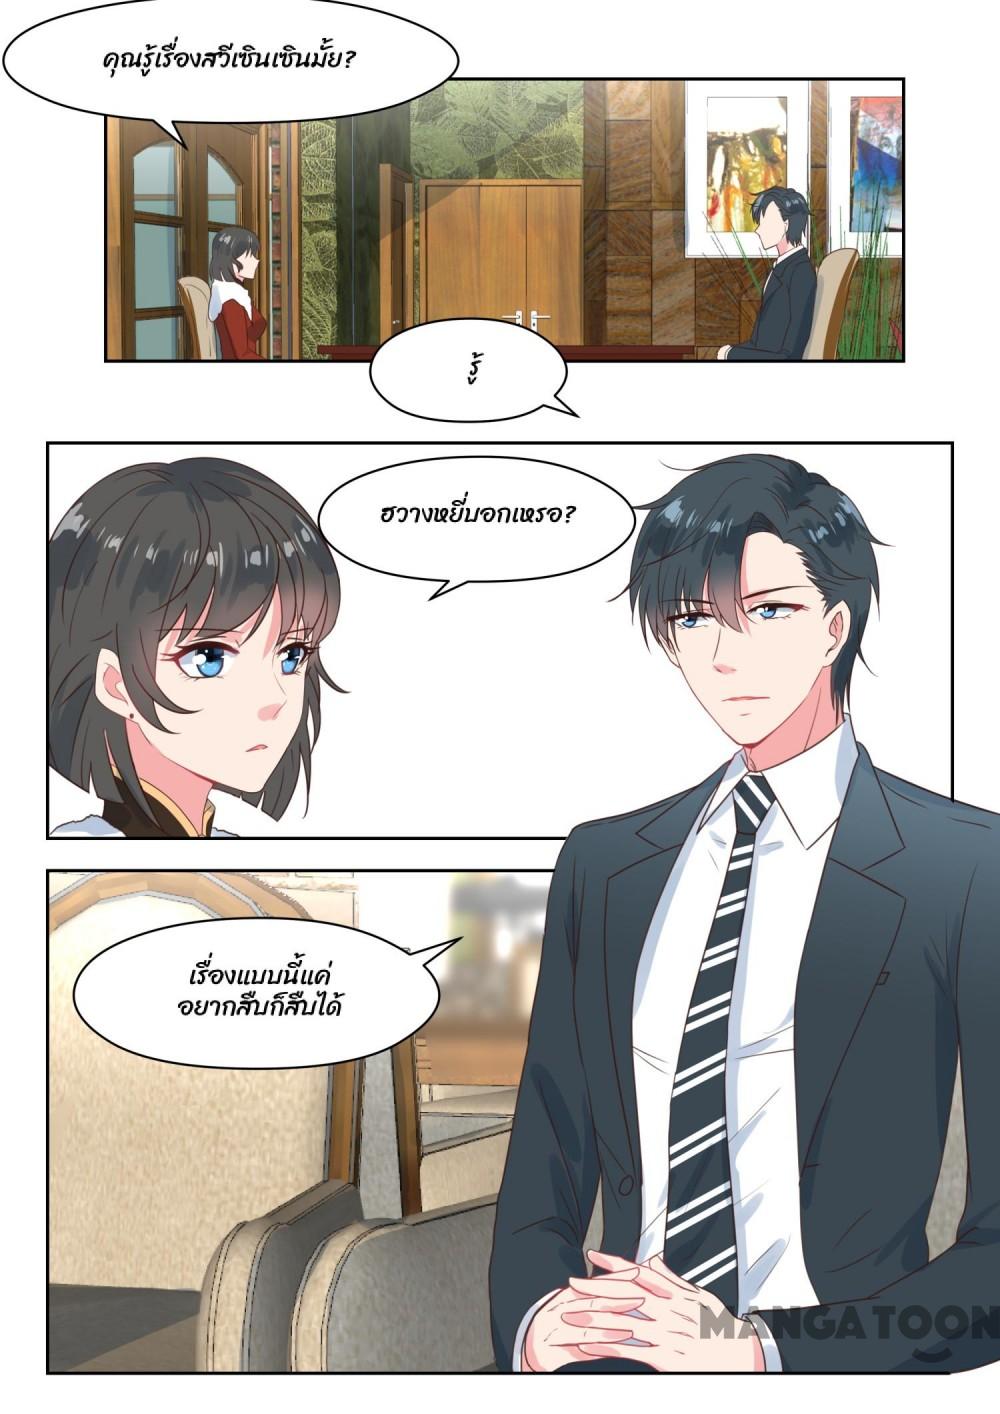 คุณรู้เรื่องสวีเซินเซินมั้ย?
รู้
ฮวางหยี่บอกเหรอ?
เรื่องแบบนี้แค่
อยากสืบก็สืบได้
MANGATOON